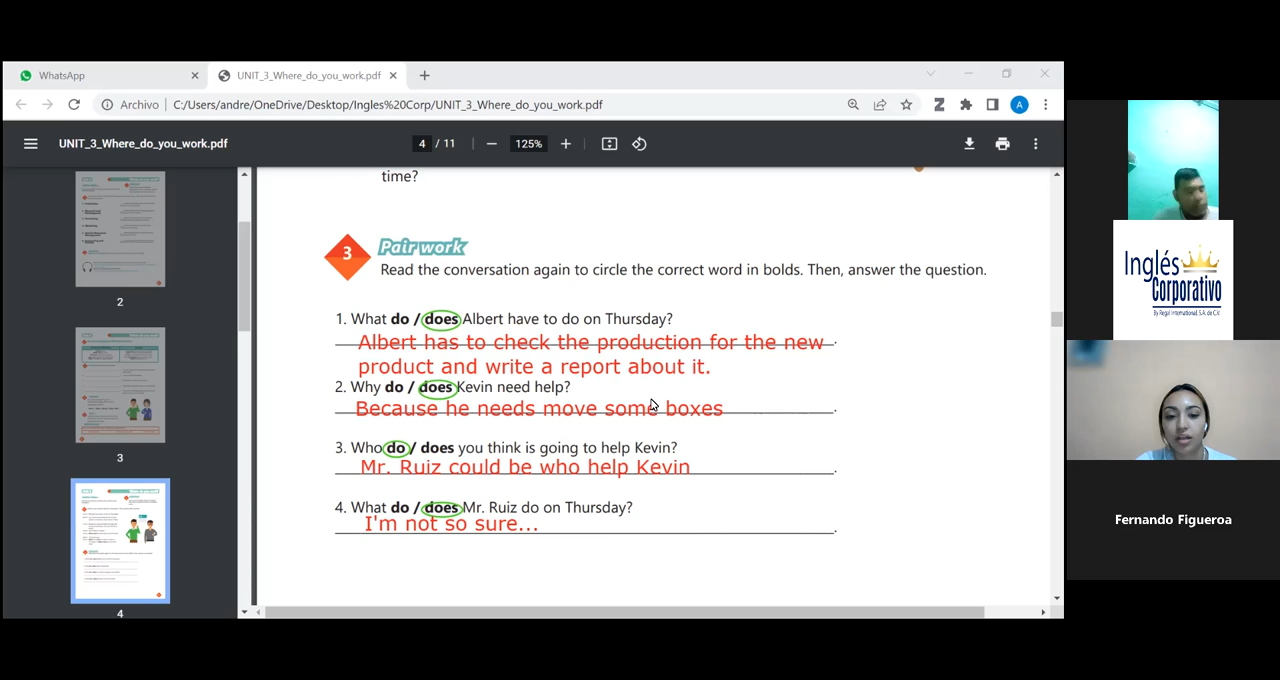 WhatsApp
UNIT_3_Where_do_you_work.pdf
Archivo
C:/Users/andre/OneDrive/Desktop/Ingles%20Corp/UNIT_3_Where_do_you_work.pdf
Z
A
UNIT_3_Where_do_you_work.pdf
4 / 11
125%
2
3
4
time?
3 Pair work
Read the conversation again to circle the correct word in bolds. Then, answer the question.
1. What do / does Albert have to do on Thursday?
Albert has to check the production for the new
product and write a report about it.
2. Why do / does Kevin need help?
Because he needs move some boxes
3. Who do / does you think is going to help Kevin?
Mr. Ruiz could be who help Kevin
4. What do / does Mr. Ruiz do on Thursday?
I'm not so sure...
Inglés
Corporativo
By Regal International, S.A. de C.V.
Fernando Figueroa